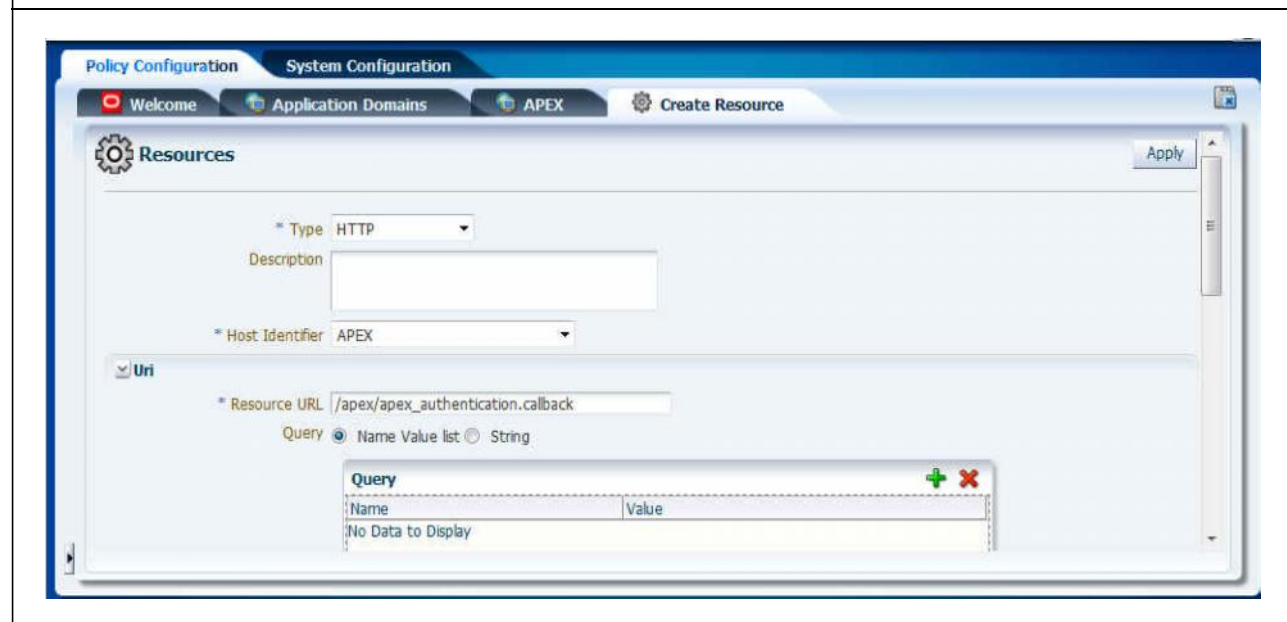 Policy Configuration System Configuration
Welcome Application Domains APEX Create Resource
Resources Apply
* Type HTTP
Description
* Host Identifier APEX
Uri
* Resource URL /apex/apex_authentication.callback
Query Name Value list String
Query
Name Value
No Data to Display